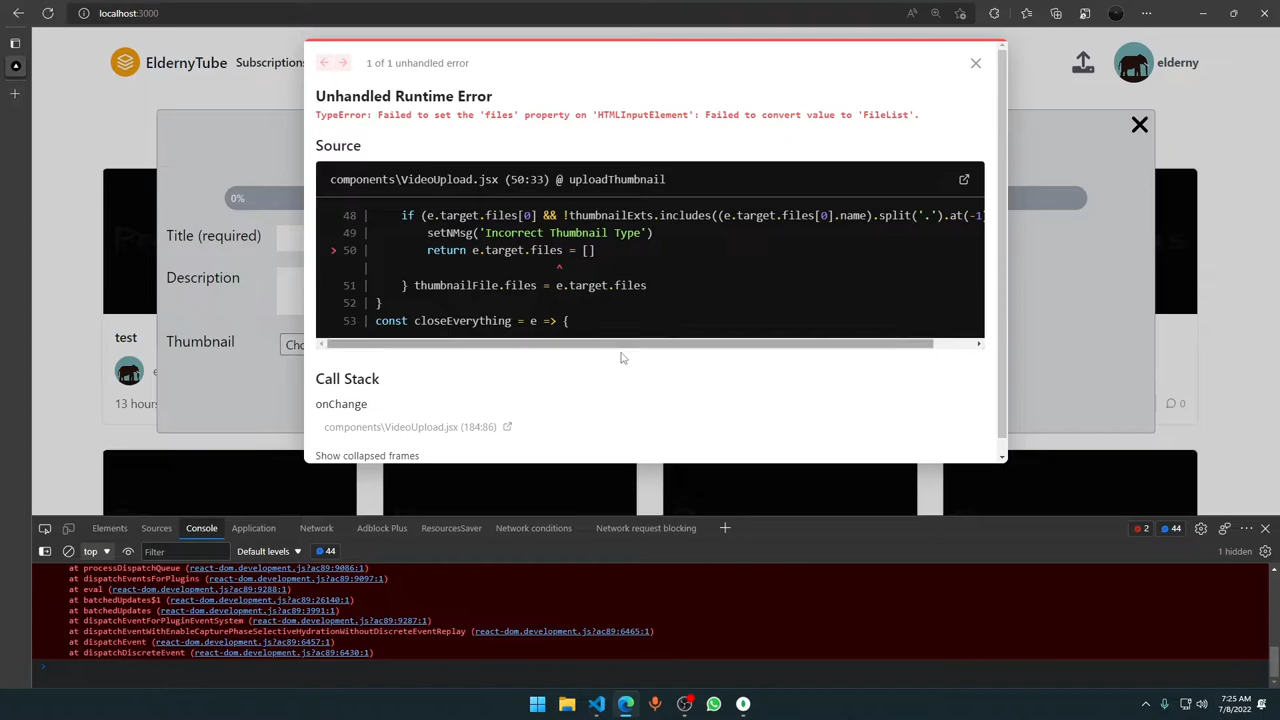 localhost:3000
EldernyTube
Subscriptions
elderny
1 of 1 unhandled error
Unhandled Runtime Error
TypeError: Failed to set the 'files' property on 'HTMLInputElement': Failed to convert value to 'FileList'.
Source
components\VideoUpload.jsx (50:33) @ uploadThumbnail
48 | if (e.target.files[0] && !thumbnailExts.includes((e.target.files[0].name).split('.').at(-1
49 | setNMsg('Incorrect Thumbnail Type')
> 50 | return e.target.files = []
| ^
51 | } thumbnailFile.files = e.target.files
52 | }
53 | const closeEverything = e => {
Call Stack
onChange
components\VideoUpload.jsx (184:86)
Show collapsed frames
0%
Title (required)
Description
Thumbnail
Cho
test
13 hours
0
Elements
Sources
Console
Application
Network
Adblock Plus
ResourcesSaver
Network conditions
Network request blocking
2
44
top
Filter
Default levels
44
1 hidden
at processDispatchQueue (react-dom.development.js?ac89:9086:1)
at dispatchEventsForPlugins (react-dom.development.js?ac89:9097:1)
at eval (react-dom.development.js?ac89:9288:1)
at batchedUpdates$1 (react-dom.development.js?ac89:26140:1)
at batchedUpdates (react-dom.development.js?ac89:3991:1)
at dispatchEventForPluginEventSystem (react-dom.development.js?ac89:9287:1)
at dispatchEventWithEnableCapturePhaseSelectiveHydrationWithoutDiscreteEventReplay (react-dom.development.js?ac89:6465:1)
at dispatchEvent (react-dom.development.js?ac89:6457:1)
at dispatchDiscreteEvent (react-dom.development.js?ac89:6430:1)
7:25 AM
7/8/2022